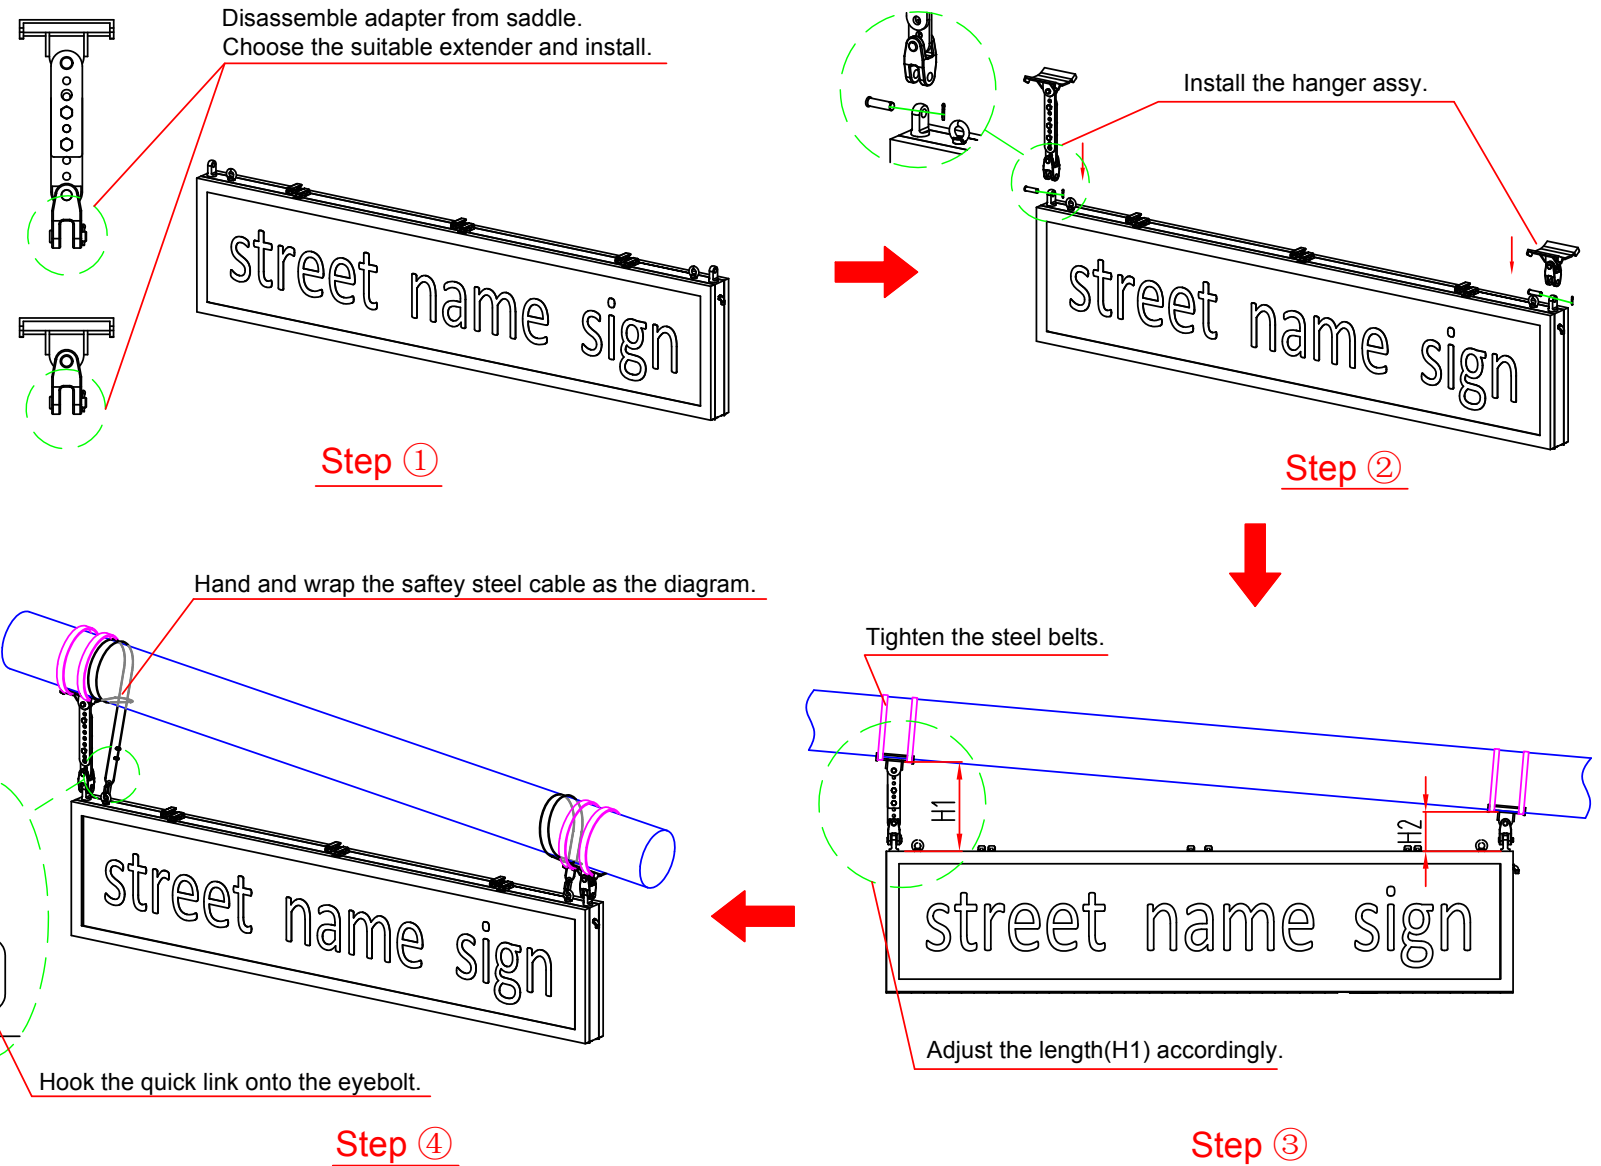 Disassemble adapter from saddle.
Choose the suitable extender and install.
street name sign
Step ①
Install the hanger assy.
street name sign
Step ②
Hand and wrap the saftey steel cable as the diagram.
street name sign
Hook the quick link onto the eyebolt.
Step ④
Tighten the steel belts.
H1
H2
street name sign
Adjust the length(H1) accordingly.
Step ③